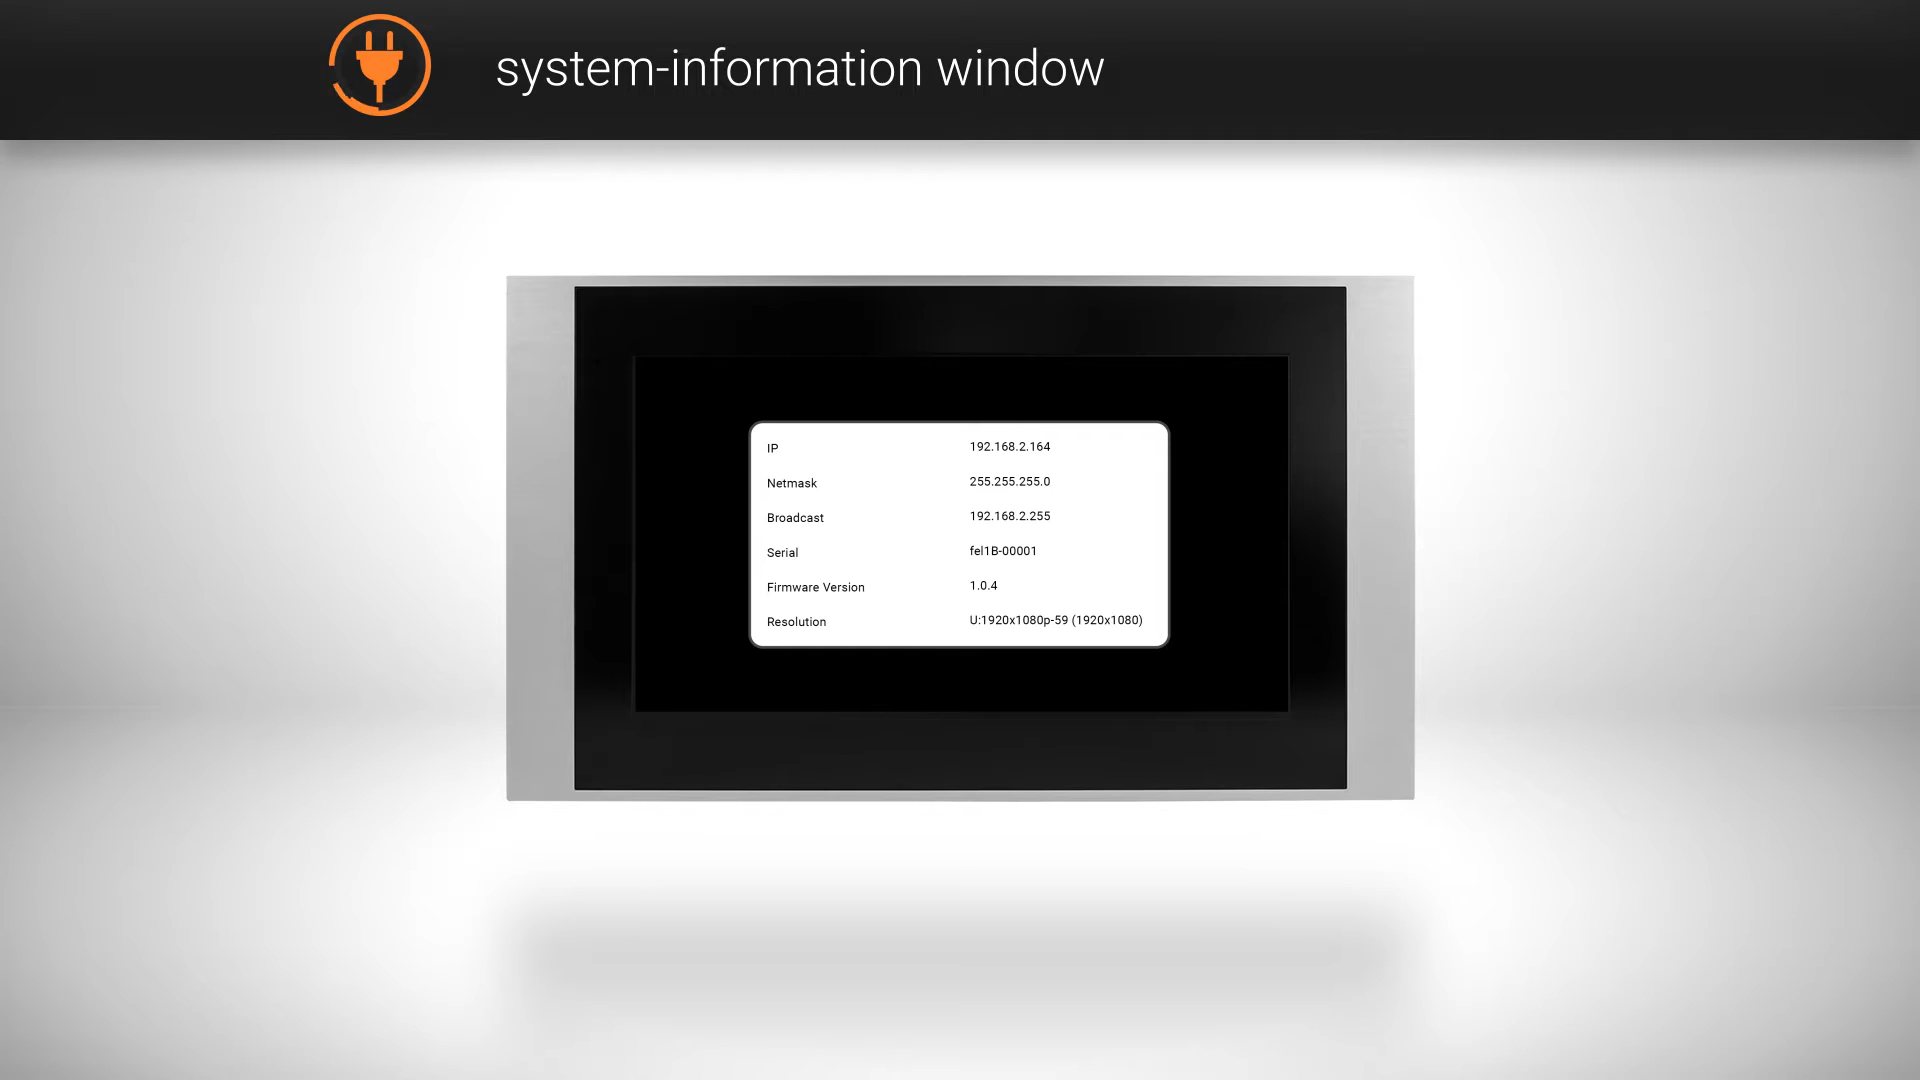 system-information window
IP 192.168.2.164
Netmask 255.255.255.0
Broadcast 192.168.2.255
Serial fel1B-00001
Firmware Version 1.0.4
Resolution U:1920x1080p-59 (1920x1080)